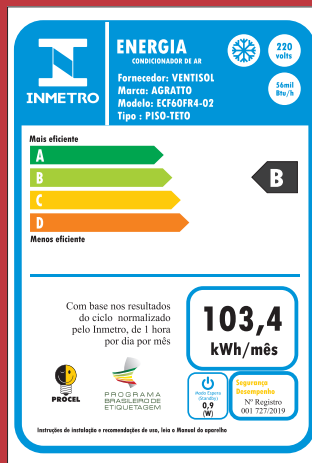 INMETRO
ENERGIA
CONDICIONADOR DE AR
Fornecedor: VENTISOL
Marca: AGRATTO
Modelo: ECF60FR4-02
Tipo : PISO-TETO
220
volts
56mil
Btu/h
Mais eficiente
A
B
C
D
Menos eficiente
B
Com base nos resultados
do ciclo normalizado
pelo Inmetro, de 1 hora
por dia por mês
103,4
kWh/mês
PROCEL
PROGRAMA
BRASILEIRO DE
ETIQUETAGEM
Modo Espera
(Standby)
0,9
(W)
Segurança
Desempenho
Nº Registro
001 727/2019
Instruções de instalação e recomendações de uso, leia o Manual do aparelho